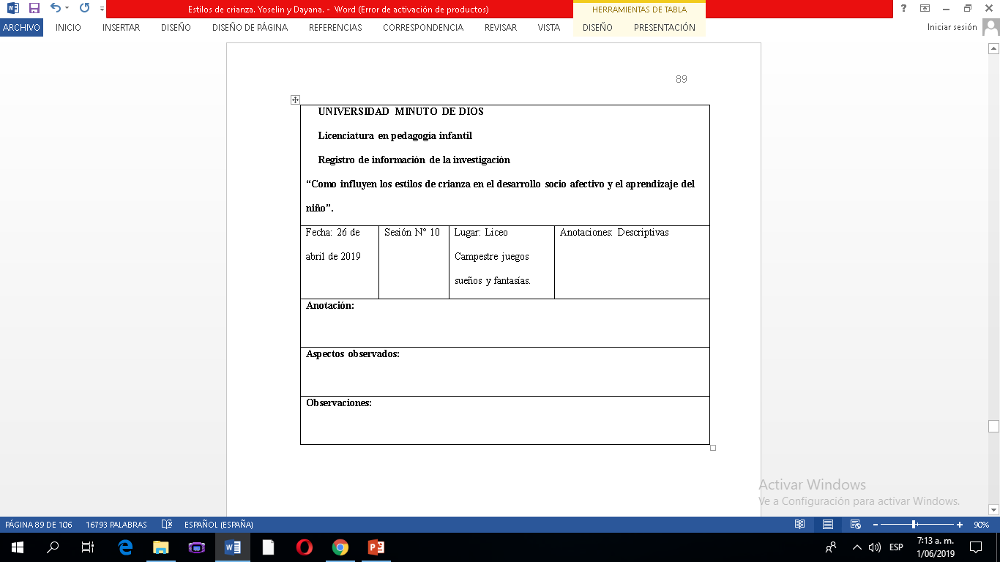 Estilos de crianza. Yoselin y Dayana. - Word (Error de activación de productos)
HERRAMIENTAS DE TABLA
ARCHIVO INICIO INSERTAR DISEÑO DISEÑO DE PÁGINA REFERENCIAS CORRESPONDENCIA REVISAR VISTA DISEÑO PRESENTACIÓN
Iniciar sesión
89
UNIVERSIDAD MINUTO DE DIOS
Licenciatura en pedagogía infantil
Registro de información de la investigación
“Como influyen los estilos de crianza en el desarrollo socio afectivo y el aprendizaje del
niño”.
Fecha: 26 de
abril de 2019
Sesión N° 10
Lugar: Liceo
Campestre juegos
sueños y fantasías.
Anotaciones: Descriptivas
Anotación:
Aspectos observados:
Observaciones:
Activar Windows
Ve a Configuración para activar Windows.
PÁGINA 89 DE 106 16793 PALABRAS ESPAÑOL (ESPAÑA) 90%
ESP
7:13 a. m.
1/06/2019